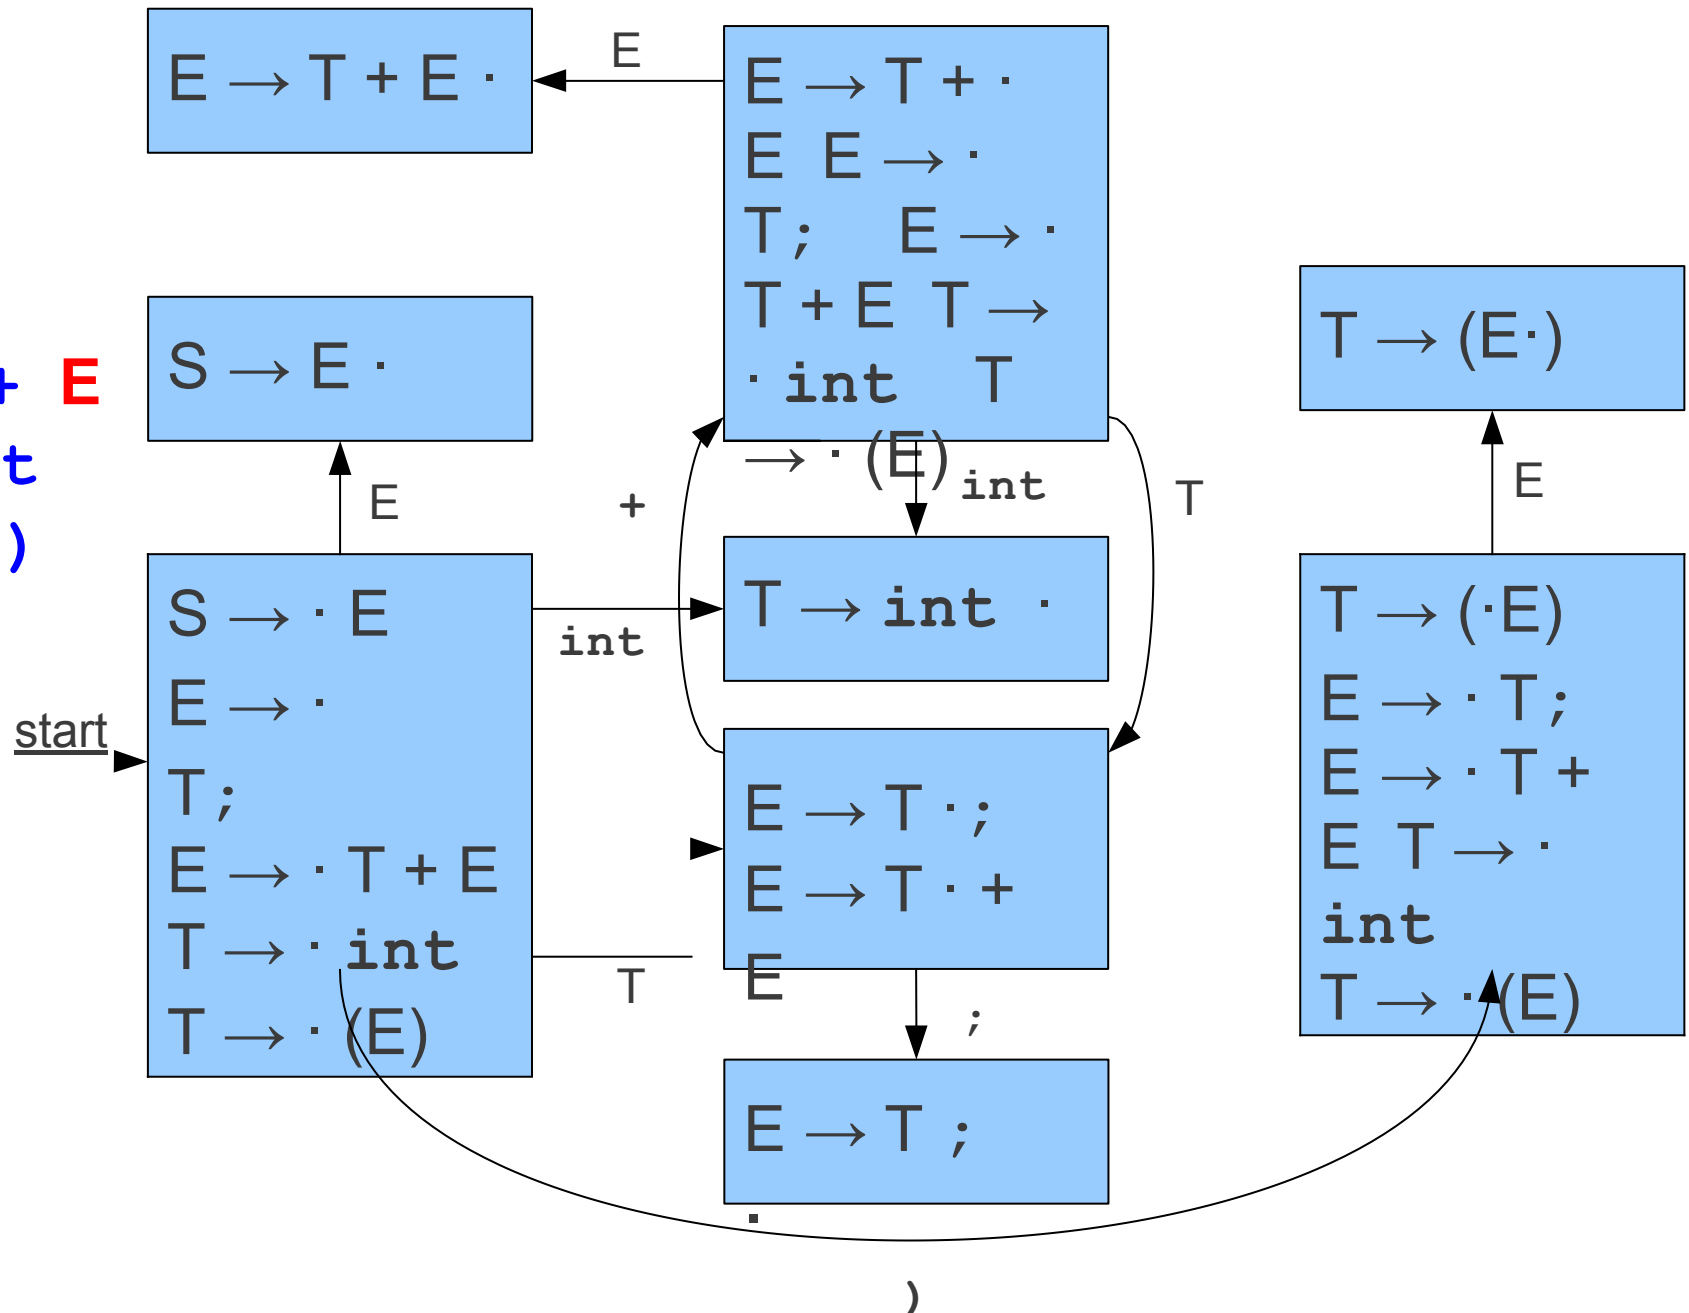 E → T + E ·
E
E → T + ·
E E → ·
T; E → ·
T + E T →
· int T
→ · (E)
S → E ·
+ E
t
)
T → (E·)
E
+
int
T
E
S → · E
E → ·
T;
E → · T + E
T → · int
T → · (E)
start
int
T
T → int ·
E → T ·;
E → T · +
E
;
E → T ;
·
T → (·E)
E → · T;
E → · T +
E T → ·
int
T → · (E)
)